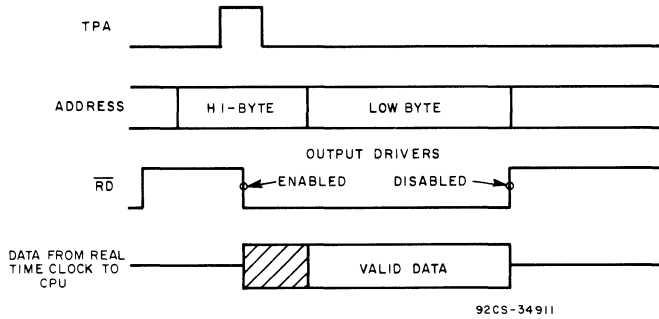 TPA
ADDRESS
HI-BYTE
LOW BYTE
OUTPUT DRIVERS
RD
ENABLED
DISABLED
DATA FROM REAL
TIME CLOCK TO
CPU
VALID DATA
92CS-34911